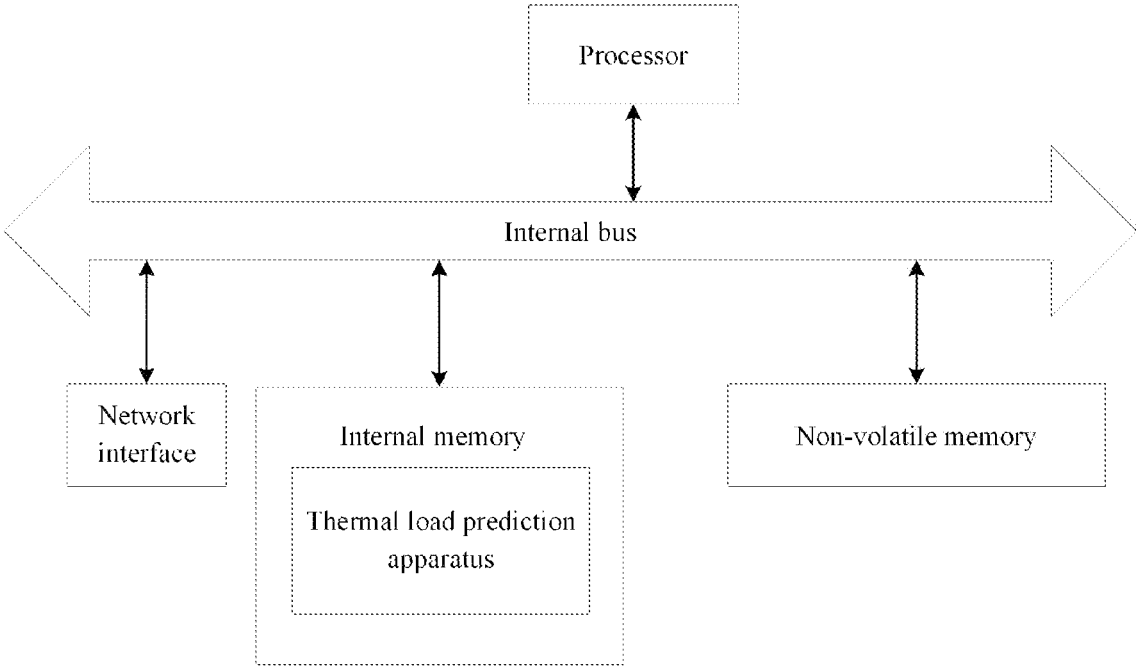 Processor
Internal bus
Network
interface
Internal memory
Thermal load prediction
apparatus
Non-volatile memory